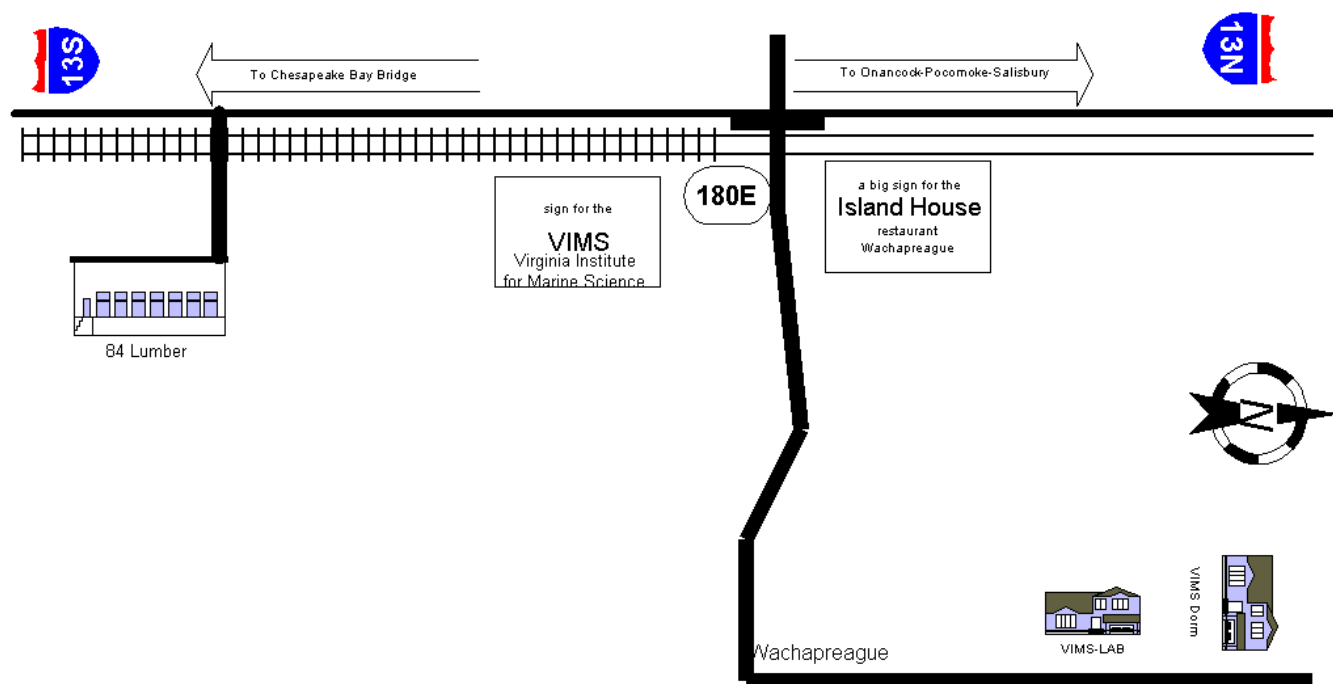 13S
To Chesapeake Bay Bridge
To Onancock-Pocomoke-Salisbury
13N
sign for the
VIMS
Virginia Institute
for Marine Science
180E
a big sign for the
Island House
restaurant
Wachapreague
84 Lumber
N
VIMS Dorm
VIMS-LAB
Wachapreague